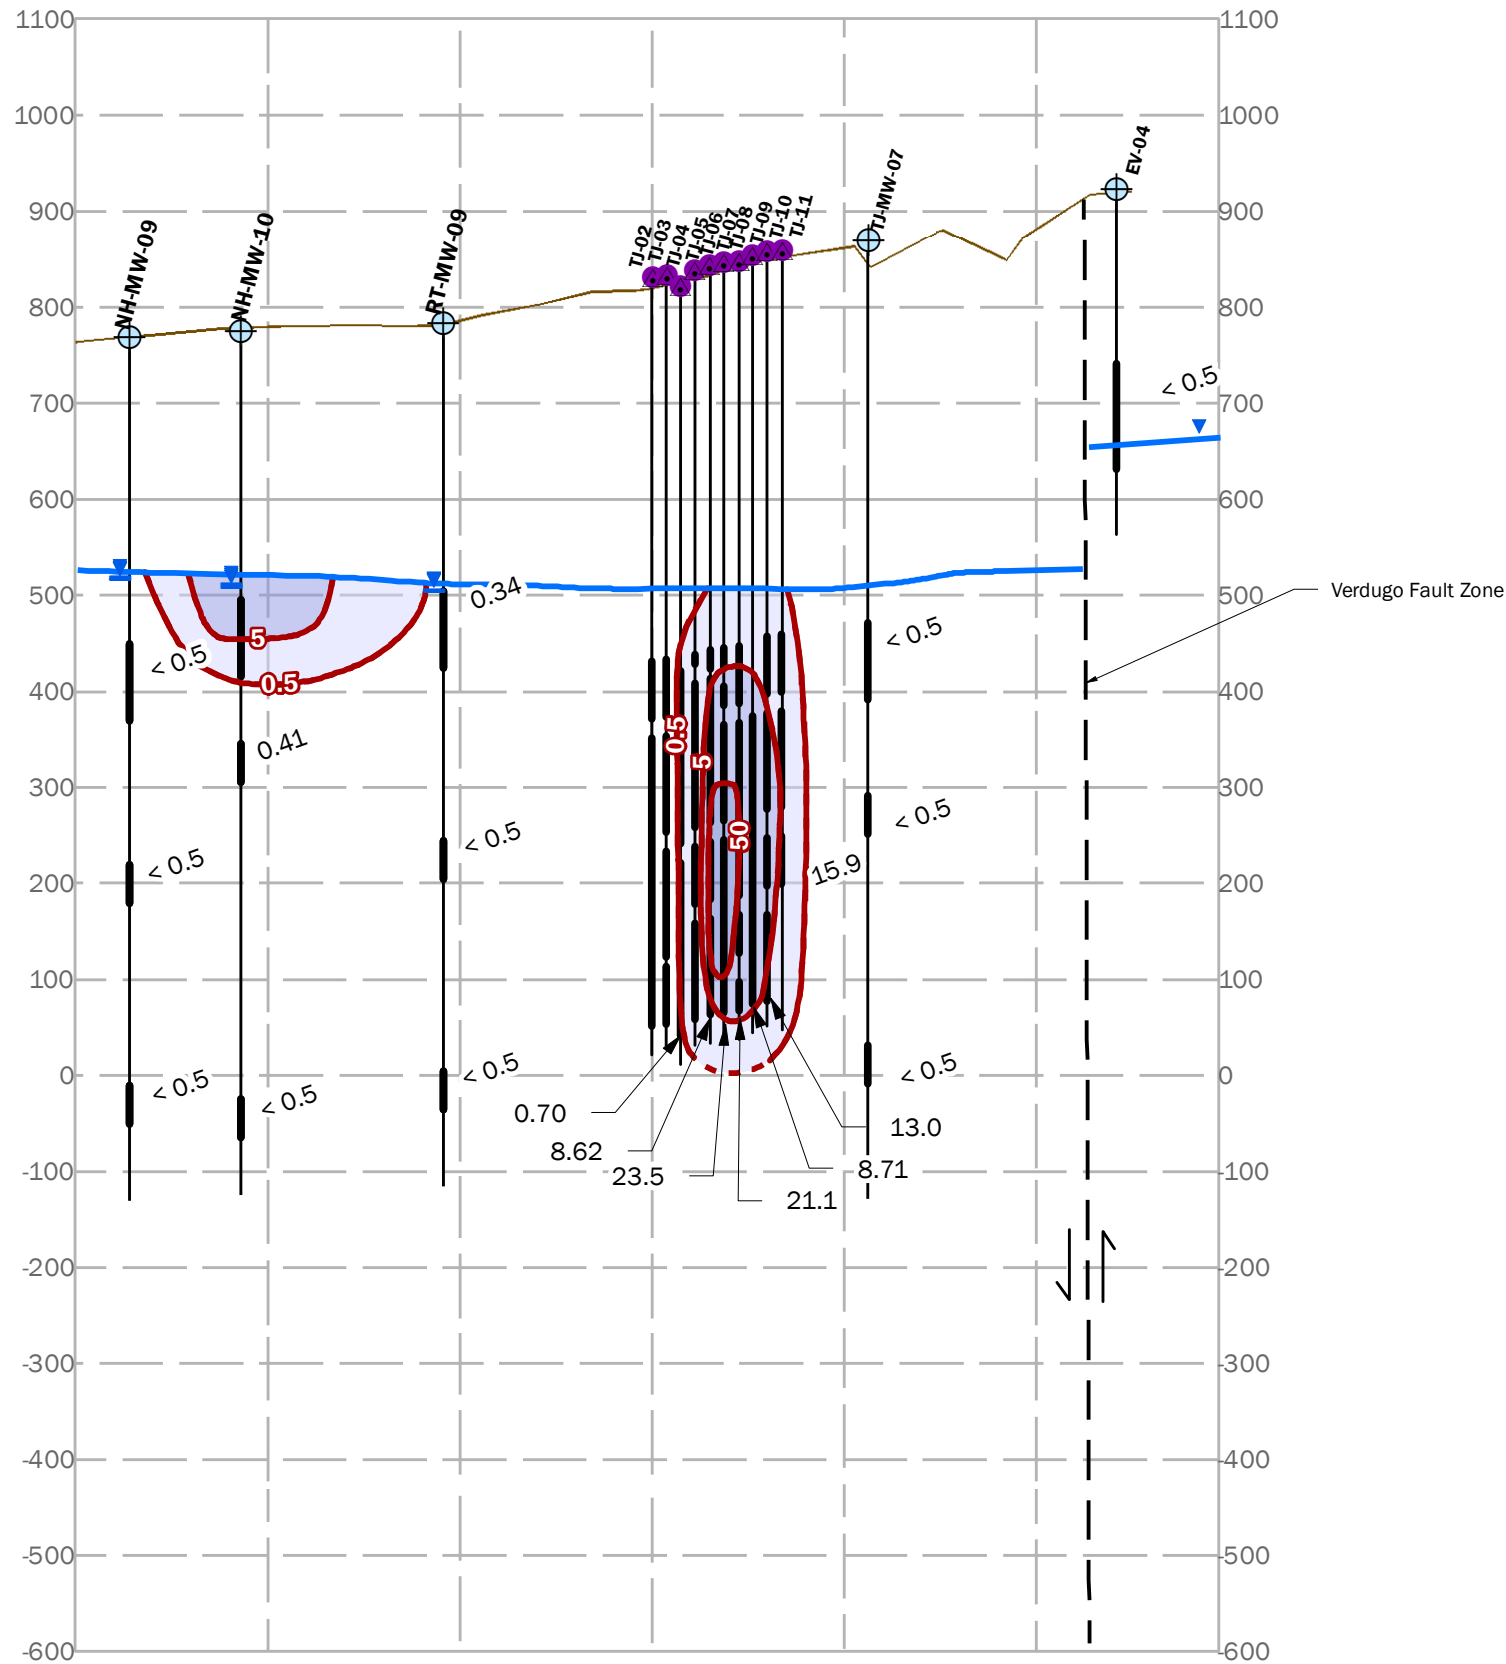 1100 1100
1000 1000
EV-04
900 900
NH-MW-09
NH-MW-10
RT-MW-09
TJ-02
TJ-03
TJ-04
TJ-05
TJ-06
TJ-07
TJ-08
TJ-09
TJ-10
TJ-11
TJ-MW-07
800 800
< 0.5
700 700
600 600
0.34
500 500
Verdugo Fault Zone
5
< 0.5
< 0.5
0.5
400 400
0.41
0.5
5
300 300
< 0.5
50
< 0.5
< 0.5
15.9
200 200
100 100
0 0
< 0.5
< 0.5
< 0.5
< 0.5
0.70
13.0
8.62
23.5
8.71
21.1
-100 -100
-200 -200
-300 -300
-400 -400
-500 -500
-600 -600